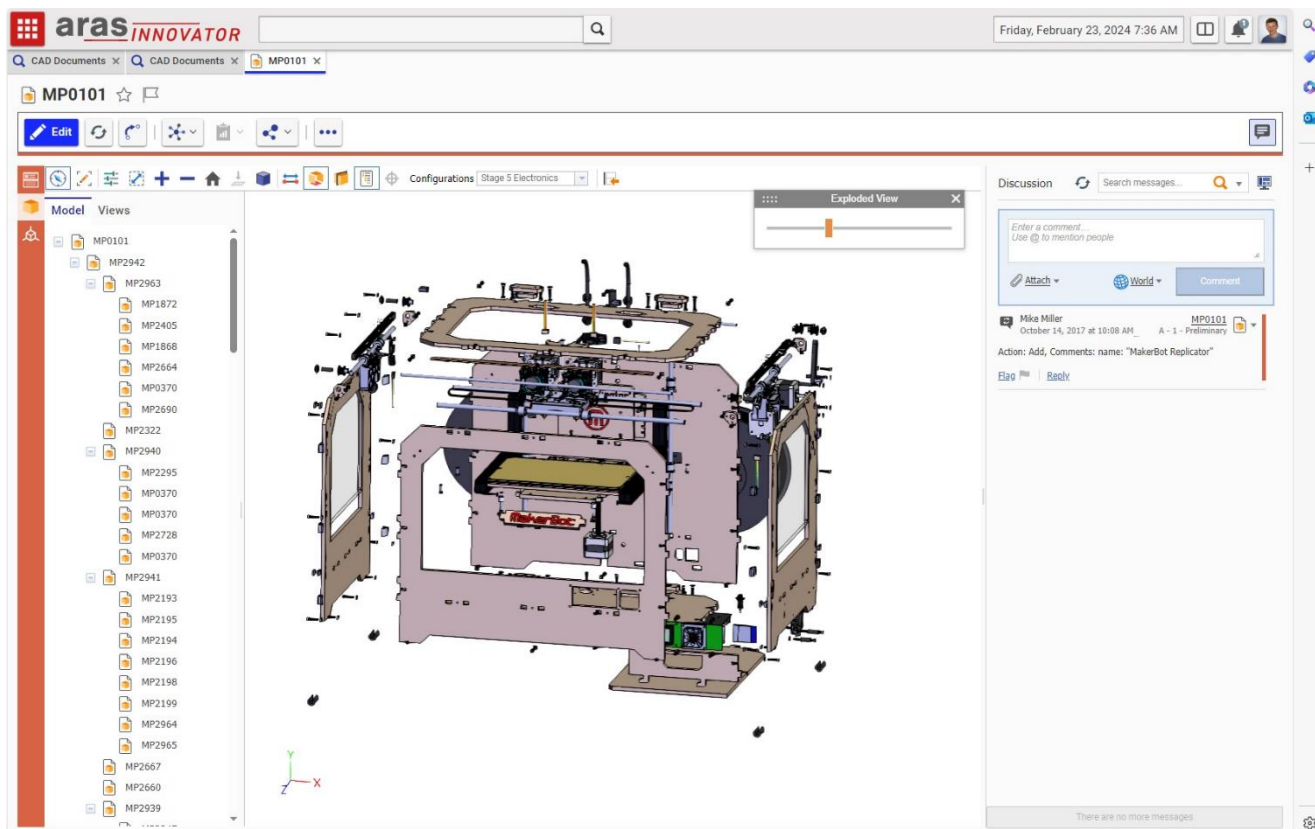 aras INNOVATOR
Friday, February 23, 2024 7:36 AM
CAD Documents × CAD Documents × MP0101 ×
MP0101
Edit
Configurations Stage 5 Electronics
Model Views
MP0101
MP2942
MP2963
MP1872
MP2405
MP1868
MP2664
MP0370
MP2690
MP2322
MP2940
MP2295
MP0370
MP0370
MP2728
MP0370
MP2941
MP2193
MP2195
MP2194
MP2196
MP2198
MP2199
MP2964
MP2965
MP2667
MP2660
MP2939
Exploded View ×
MakerBot
Y
X
Z
Discussion Search messages...
Enter a comment...
Use @ to mention people
Attach World Comment
Mike Miller MP0101
October 14, 2017 at 10:08 AM A - 1 - Preliminary
Action: Add, Comments: name: "MakerBot Replicator"
Flag Reply
There are no more messages